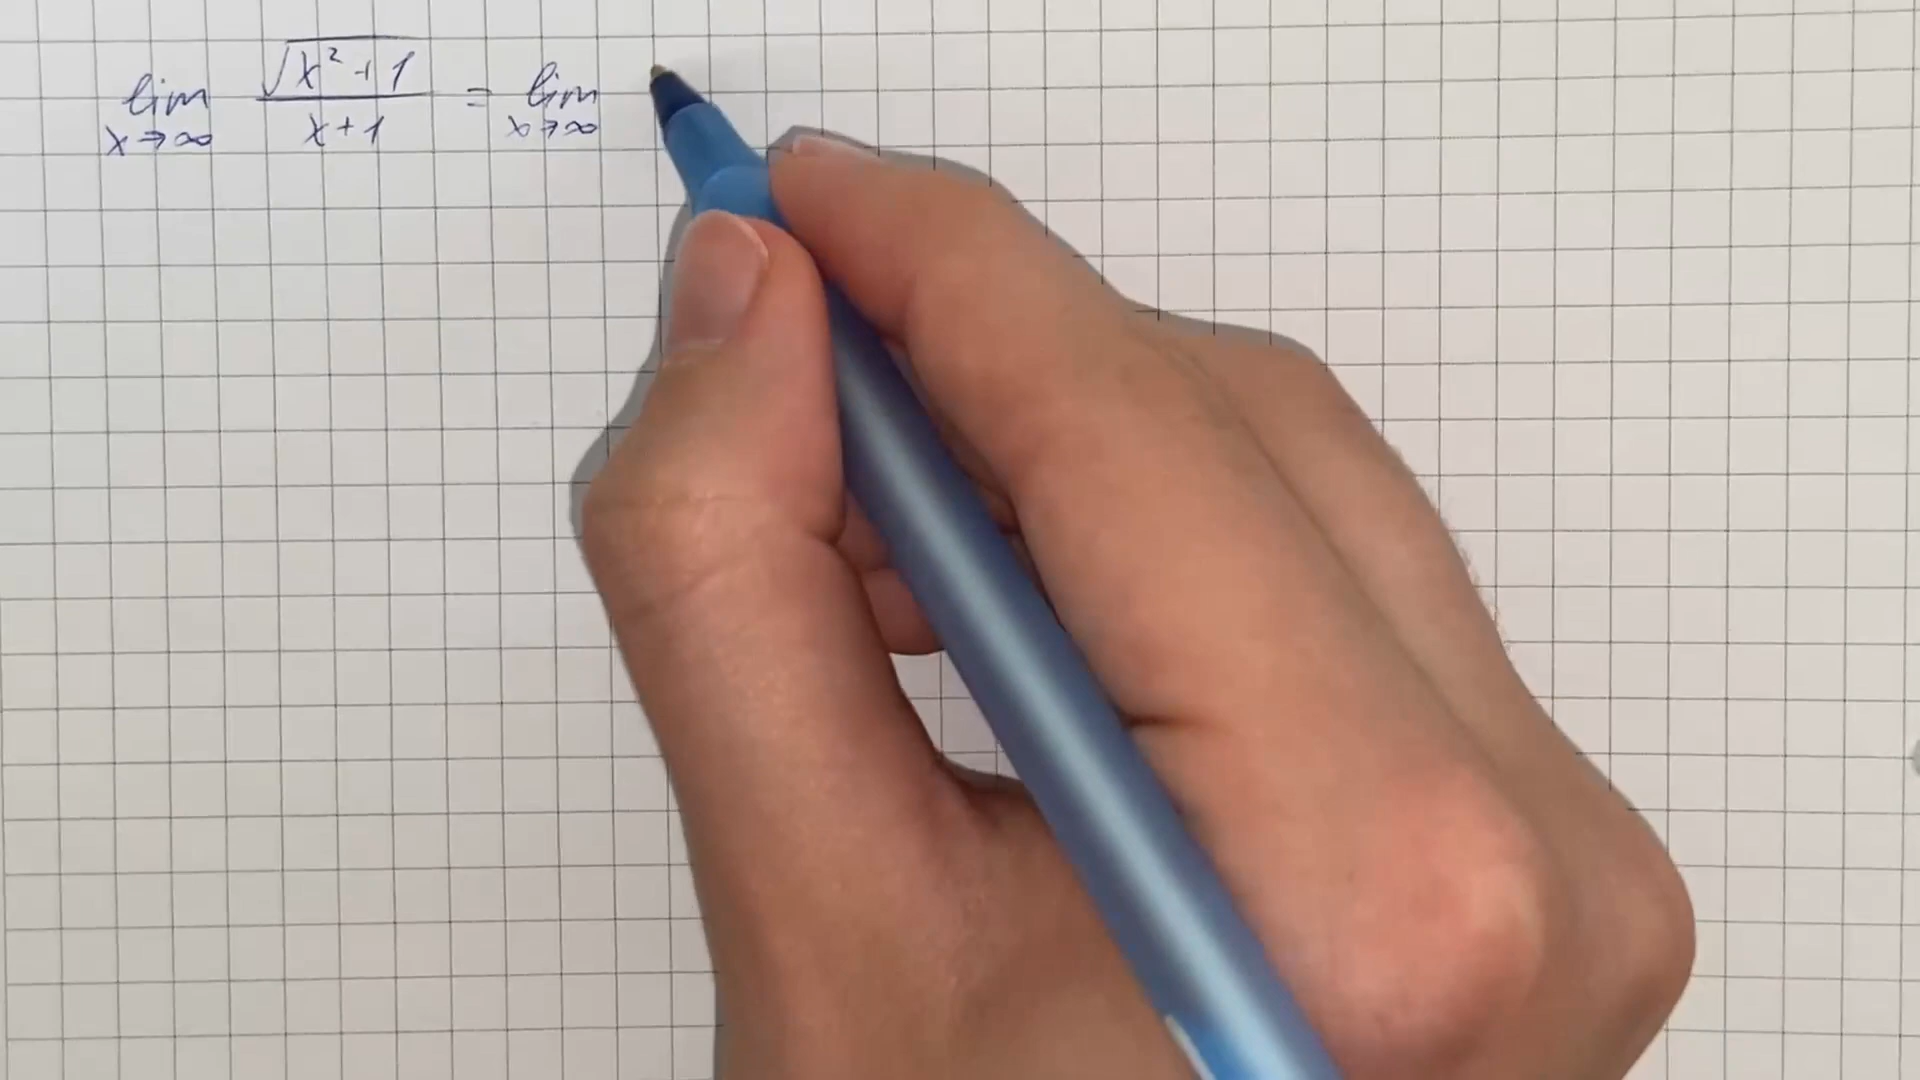 lim x→∞ √(x² + 1) / (x + 1) = lim x→∞